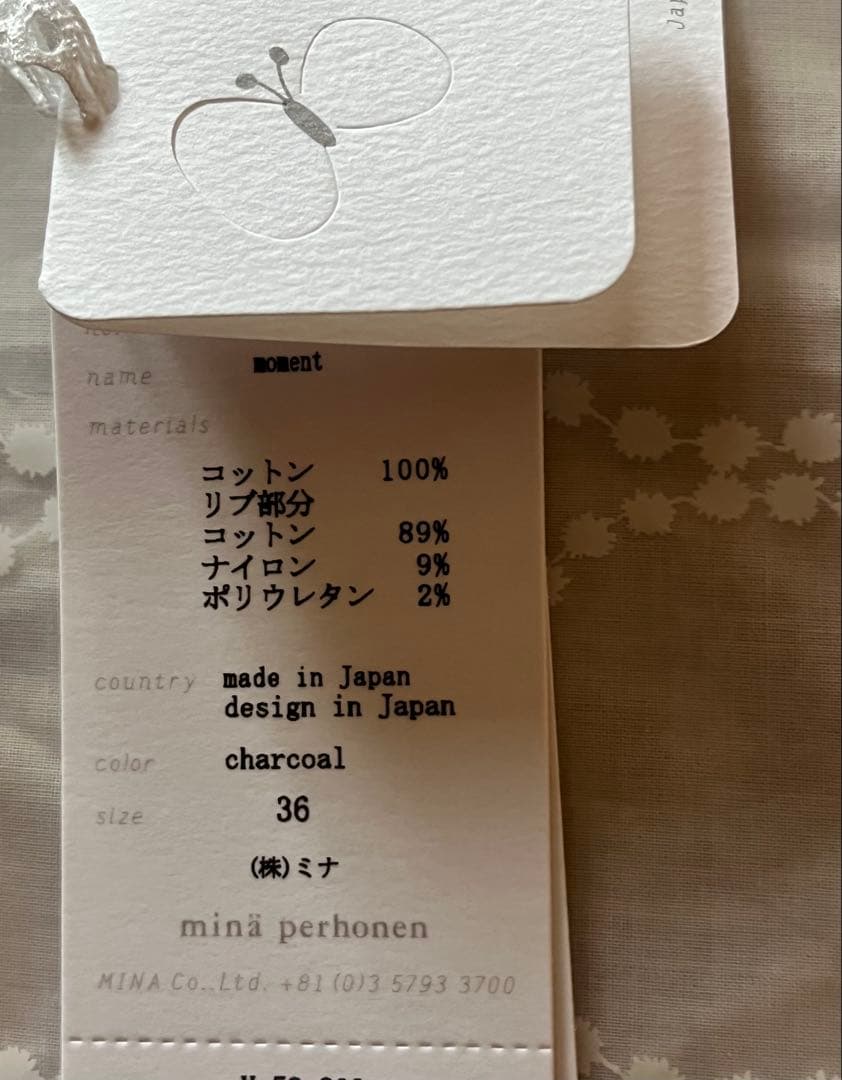 name moment
materials
コットン 100%
リブ部分
コットン 89%
ナイロン 9%
ポリウレタン 2%
country made in Japan
design in Japan
color charcoal
size 36
(株)ミナ
minä perhonen
MINA Co.,Ltd. +81(0)3 5793 3700